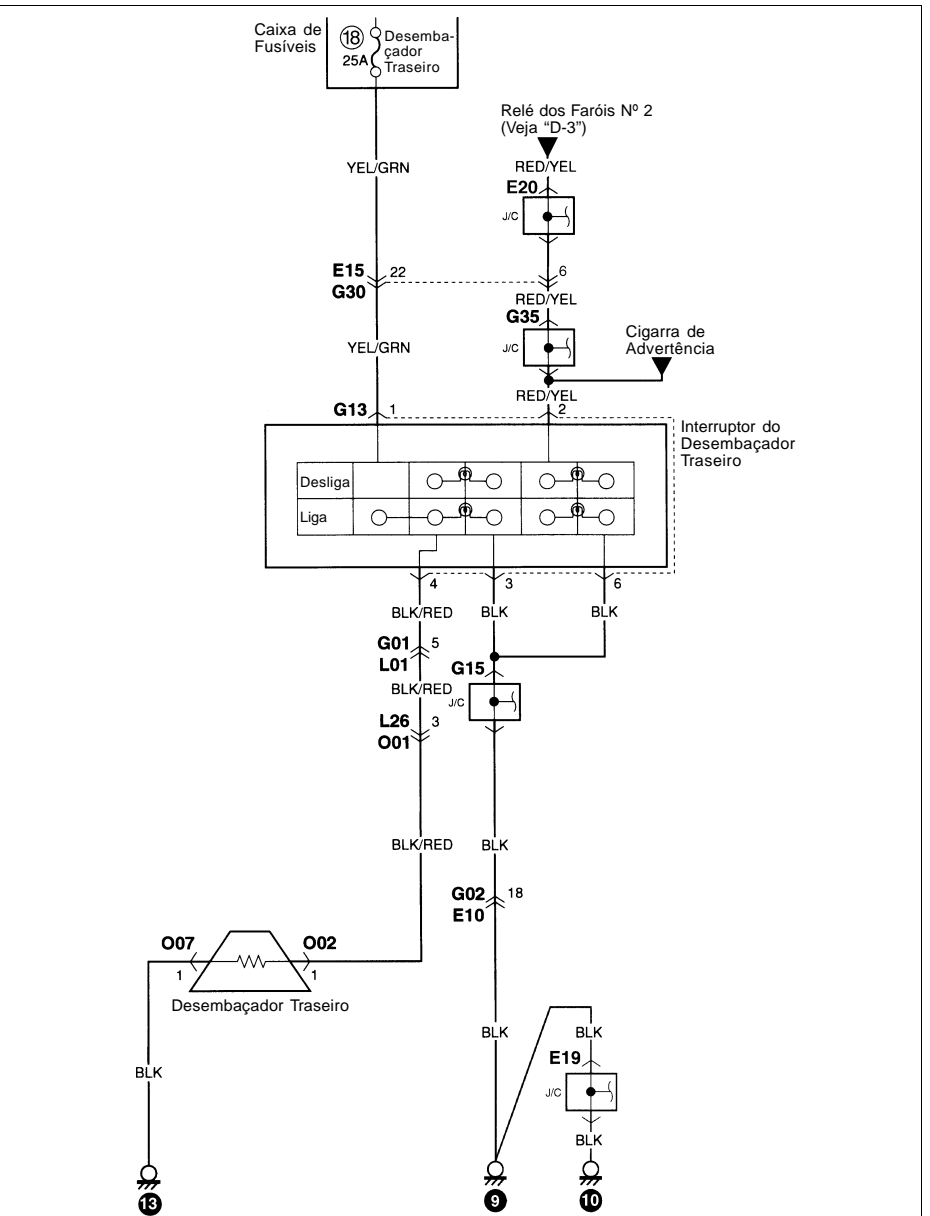 Caixa de
Fusíveis
18
25A
Desemba-
çador
Traseiro
Relé dos Faróis Nº 2
(Veja "D-3")
RED/YEL
YEL/GRN
E20
J/C
E15
22
6
G30
RED/YEL
G35
J/C
YEL/GRN
Cigarra de
Advertência
RED/YEL
G13
1
2
Interruptor do
Desembaçador
Traseiro
Desliga
Liga
4
3
6
BLK/RED
BLK
BLK
G01
5
L01
G15
BLK/RED
J/C
L26
3
O01
BLK/RED
BLK
G02
18
E10
O07
O02
1
1
Desembaçador Traseiro
BLK
BLK
E19
BLK
J/C
BLK
13
9
10